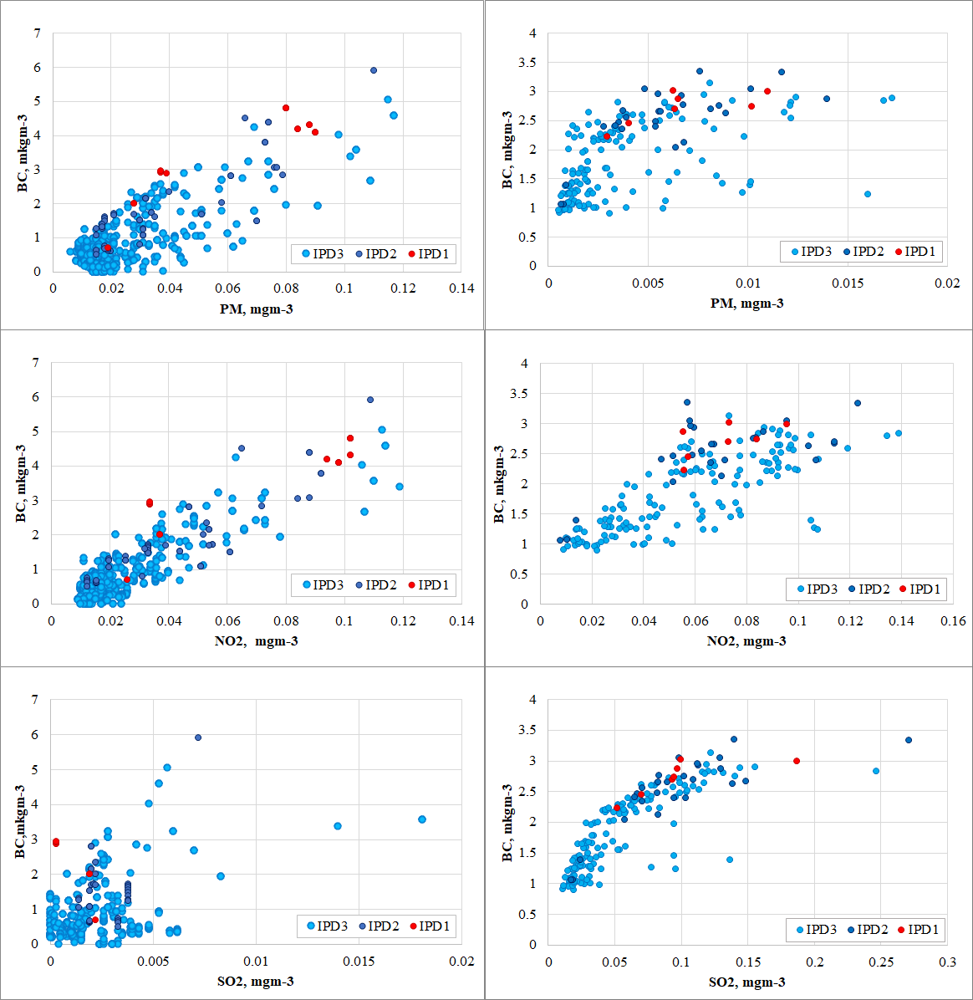 7
6
5
4
3
2
1
0
BC, mkgm-3
0 0.02 0.04 0.06 0.08 0.1 0.12 0.14
PM, mgm-3
IPD3 IPD2 IPD1
4
3.5
3
2.5
2
1.5
1
0.5
0
BC, mkgm-3
0 0.005 0.01 0.015 0.02
PM, mgm-3
IPD3 IPD2 IPD1
7
6
5
4
3
2
1
0
BC, mkgm-3
0 0.02 0.04 0.06 0.08 0.1 0.12 0.14
NO2, mgm-3
IPD3 IPD2 IPD1
4
3.5
3
2.5
2
1.5
1
0.5
0
BC, mkgm-3
0 0.02 0.04 0.06 0.08 0.1 0.12 0.14 0.16
NO2, mgm-3
IPD3 IPD2 IPD1
7
6
5
4
3
2
1
0
BC,mkgm-3
0 0.005 0.01 0.015 0.02
SO2, mgm-3
IPD3 IPD2 IPD1
4
3.5
3
2.5
2
1.5
1
0.5
0
BC, mkgm-3
0 0.05 0.1 0.15 0.2 0.25 0.3
SO2, mgm-3
IPD3 IPD2 IPD1